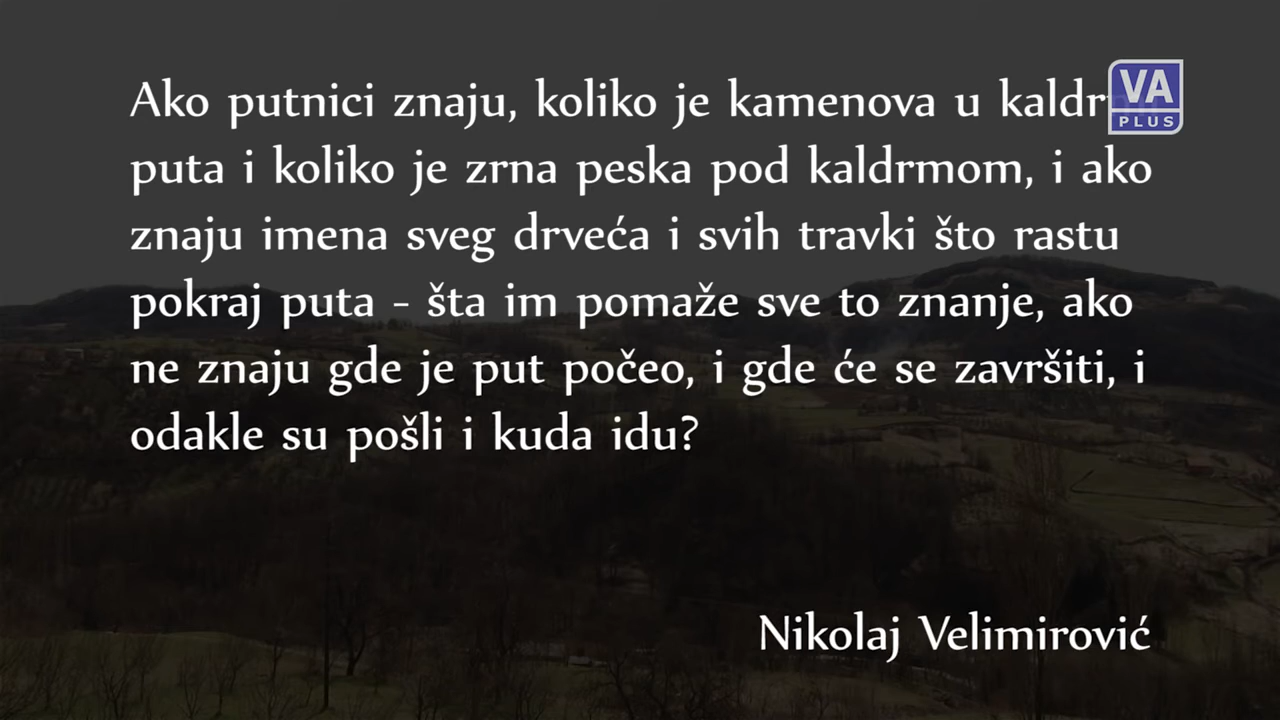 Ako putnici znaju, koliko je kamenova u
puta i koliko je zrna peska pod kaldrmom, i ako
znaju imena sveg drveća i svih travki što rastu
pokraj puta - šta im pomaže sve to znanje, ako
ne znaju gde je put počeo, i gde će se završiti, i
odakle su pošli i kuda idu?
Nikolaj Velimirović
VA
PLUS